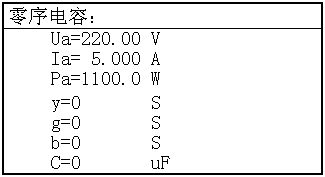 零序电容:
Ua=220.00 V
Ia= 5.000 A
Pa=1100.0 W
y=0 S
g=0 S
b=0 S
C=0 uF